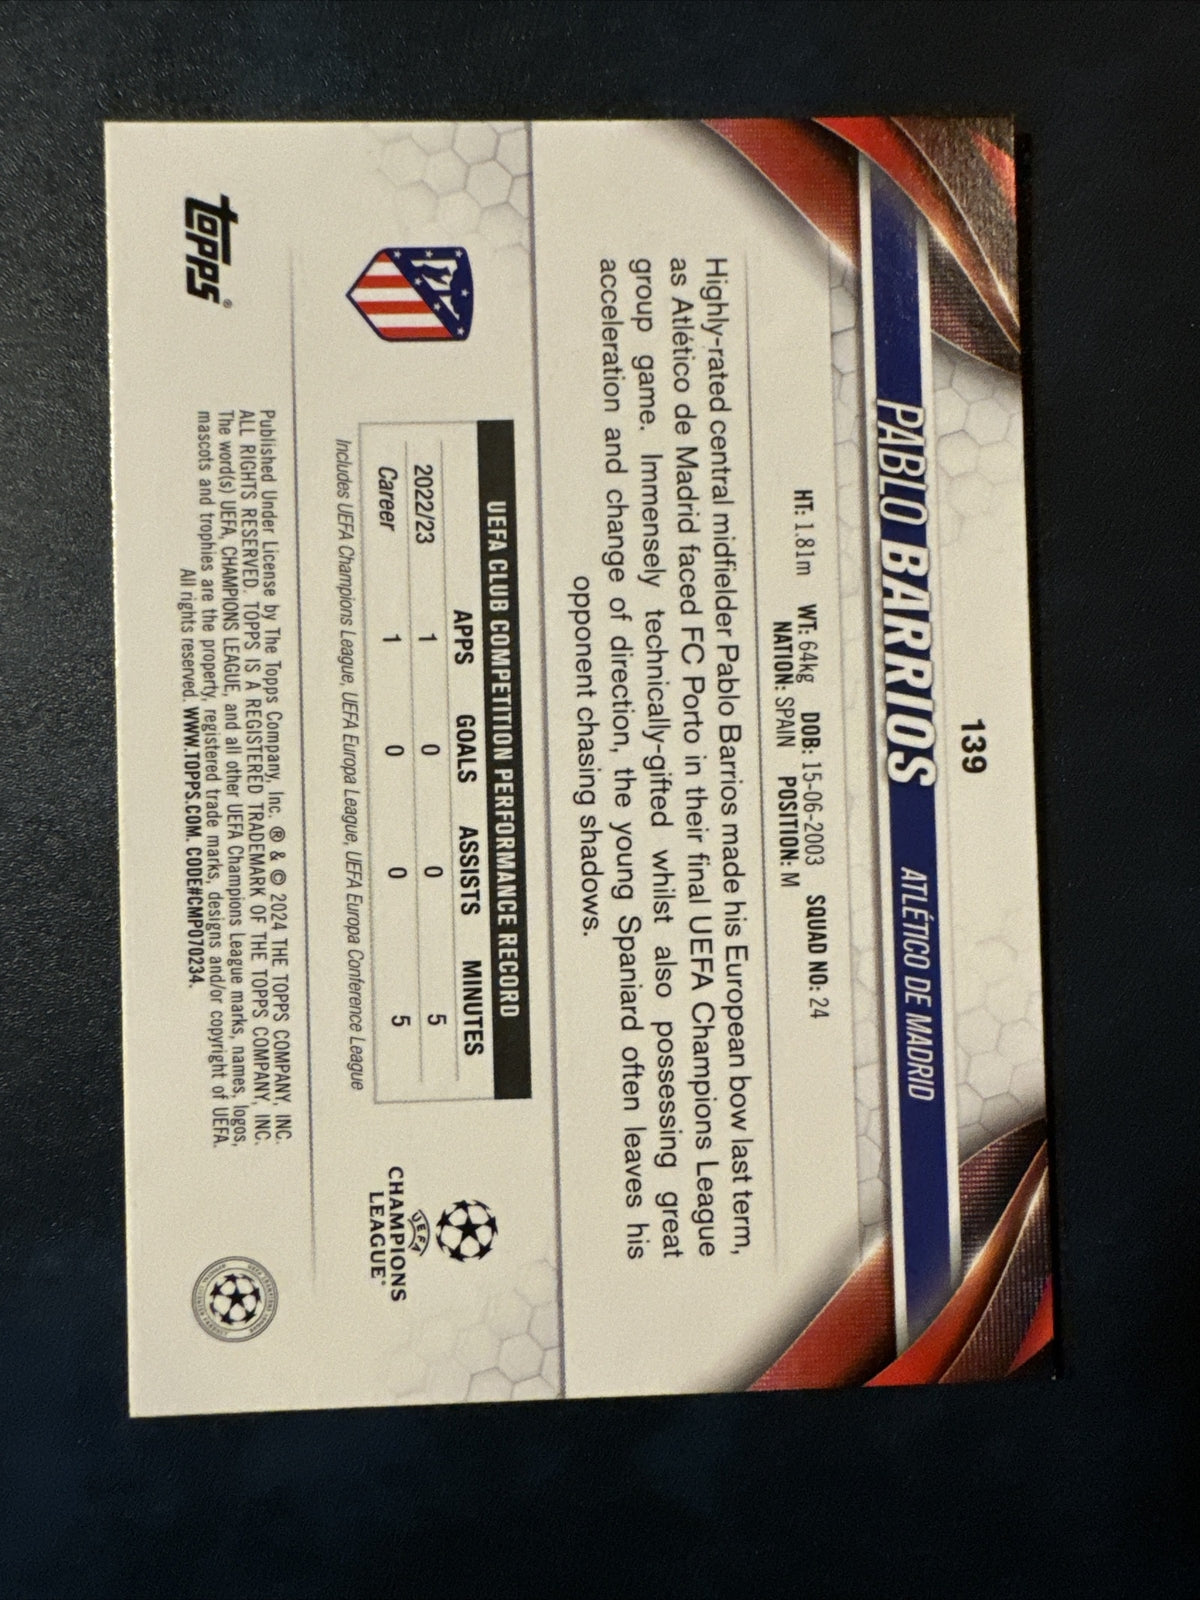 139
PABLO BARRIOS ATLÉTICO DE MADRID
HT: 1.81m WT: 64kg DOB: 15-06-2003 SQUAD NO: 24
NATION: SPAIN POSITION: M
Highly-rated central midfielder Pablo Barrios made his European bow last term,
as Atlético de Madrid faced FC Porto in their final UEFA Champions League
group game. Immensely technically-gifted whilst also possessing great
acceleration and change of direction, the young Spaniard often leaves his
opponent chasing shadows.
UEFA CLUB COMPETITION PERFORMANCE RECORD
APPS GOALS ASSISTS MINUTES
2022/23 1 0 0 5
Career 1 0 0 5
Includes UEFA Champions League, UEFA Europa League, UEFA Europa Conference League
UEFA
CHAMPIONS
LEAGUE®
topps®
Published Under License by The Topps Company, Inc. ® & © 2024 THE TOPPS COMPANY, INC.
ALL RIGHTS RESERVED. TOPPS IS A REGISTERED TRADEMARK OF THE TOPPS COMPANY, INC.
The word(s) UEFA, CHAMPIONS LEAGUE, and all other UEFA Champions League marks, names, logos,
mascots and trophies are the property, registered trade marks, designs and/or copyright of UEFA.
All rights reserved. WWW.TOPPS.COM. CODE#CMP070234.